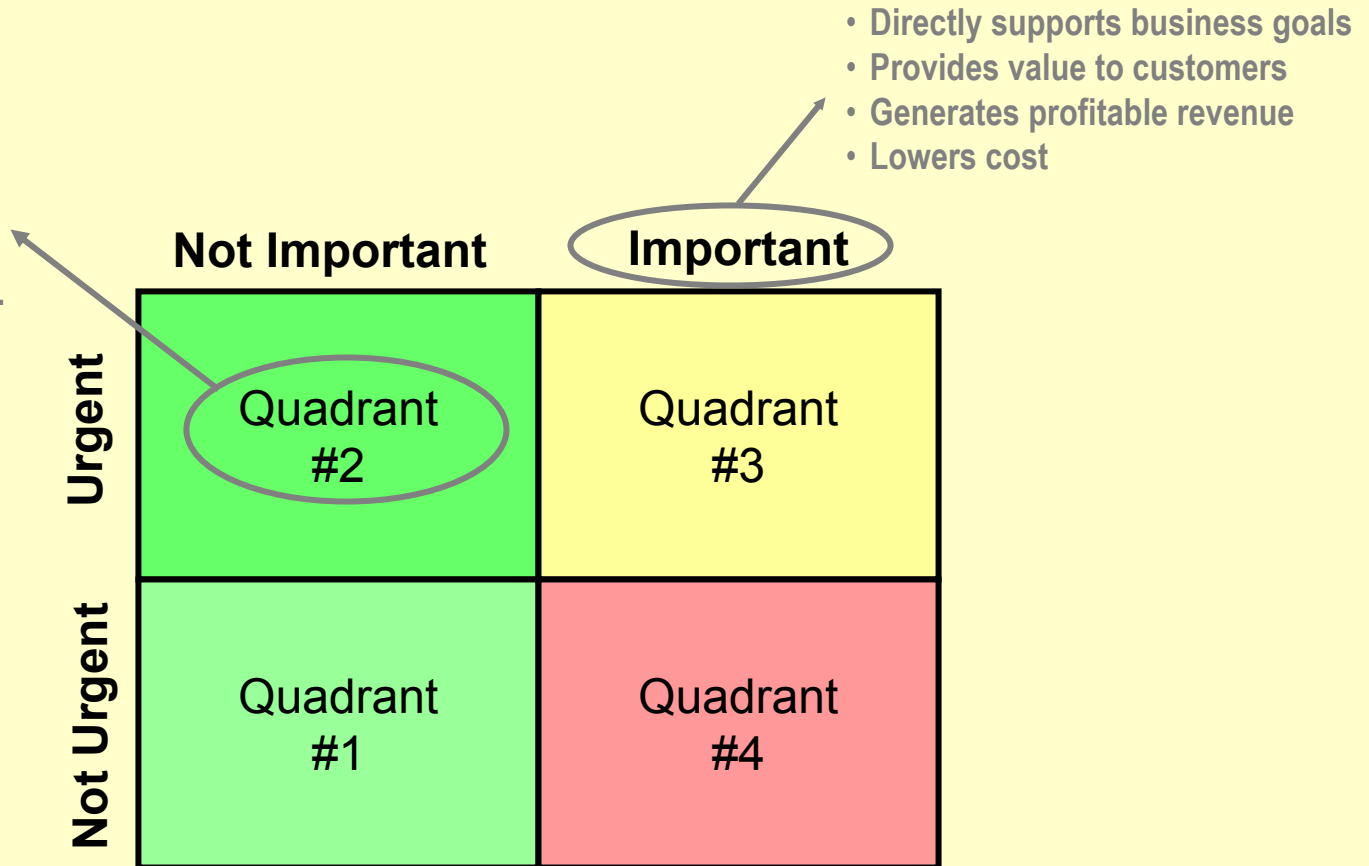 • Directly supports business goals
• Provides value to customers
• Generates profitable revenue
• Lowers cost
Not Important
Important
Urgent
Quadrant
#2
Quadrant
#3
Not Urgent
Quadrant
#1
Quadrant
#4